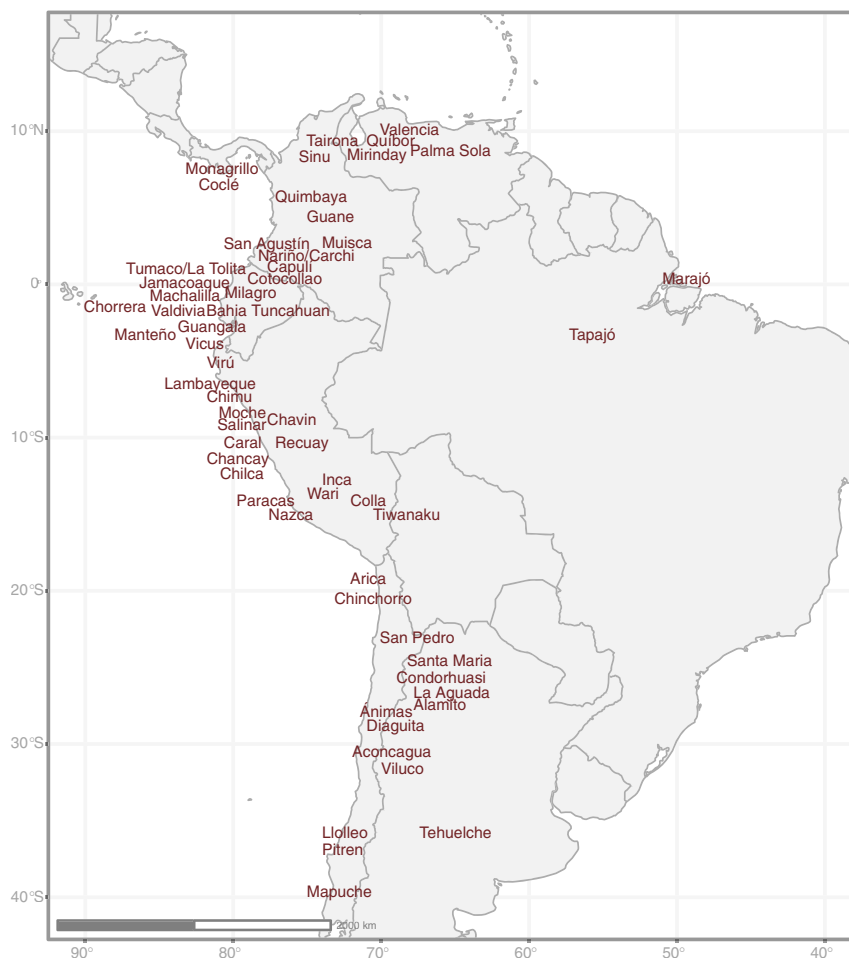 10°N
Valencia
Tairona
Quíbor
Sinu
Mirinday
Palma Sola
Monagrillo
Coclé
Quimbaya
Guane
San Agustín
Muisca
Nariño/Carchi
Tumaco/La Tolita
Capulí
Jamacoaque
Cotocollao
0°
Marajó
Machalilla
Milagro
Chorrera
Valdivia
Bahia
Tuncahuan
Guangala
Manteño
Tapajó
Vicus
Virú
Lambayeque
Chimu
Moche
Salinar
Chavin
10°S
Caral
Recuay
Chancay
Chilca
Inca
Wari
Paracas
Colla
Nazca
Tiwanaku
Arica
20°S
Chinchorro
San Pedro
Santa Maria
Condorhuasi
La Aguada
Alamito
Ánimas
Diaguita
30°S
Aconcagua
Viluco
Llolleo
Tehuelche
Pitren
Mapuche
40°S
2000 km
90°
80°
70°
60°
50°
40°